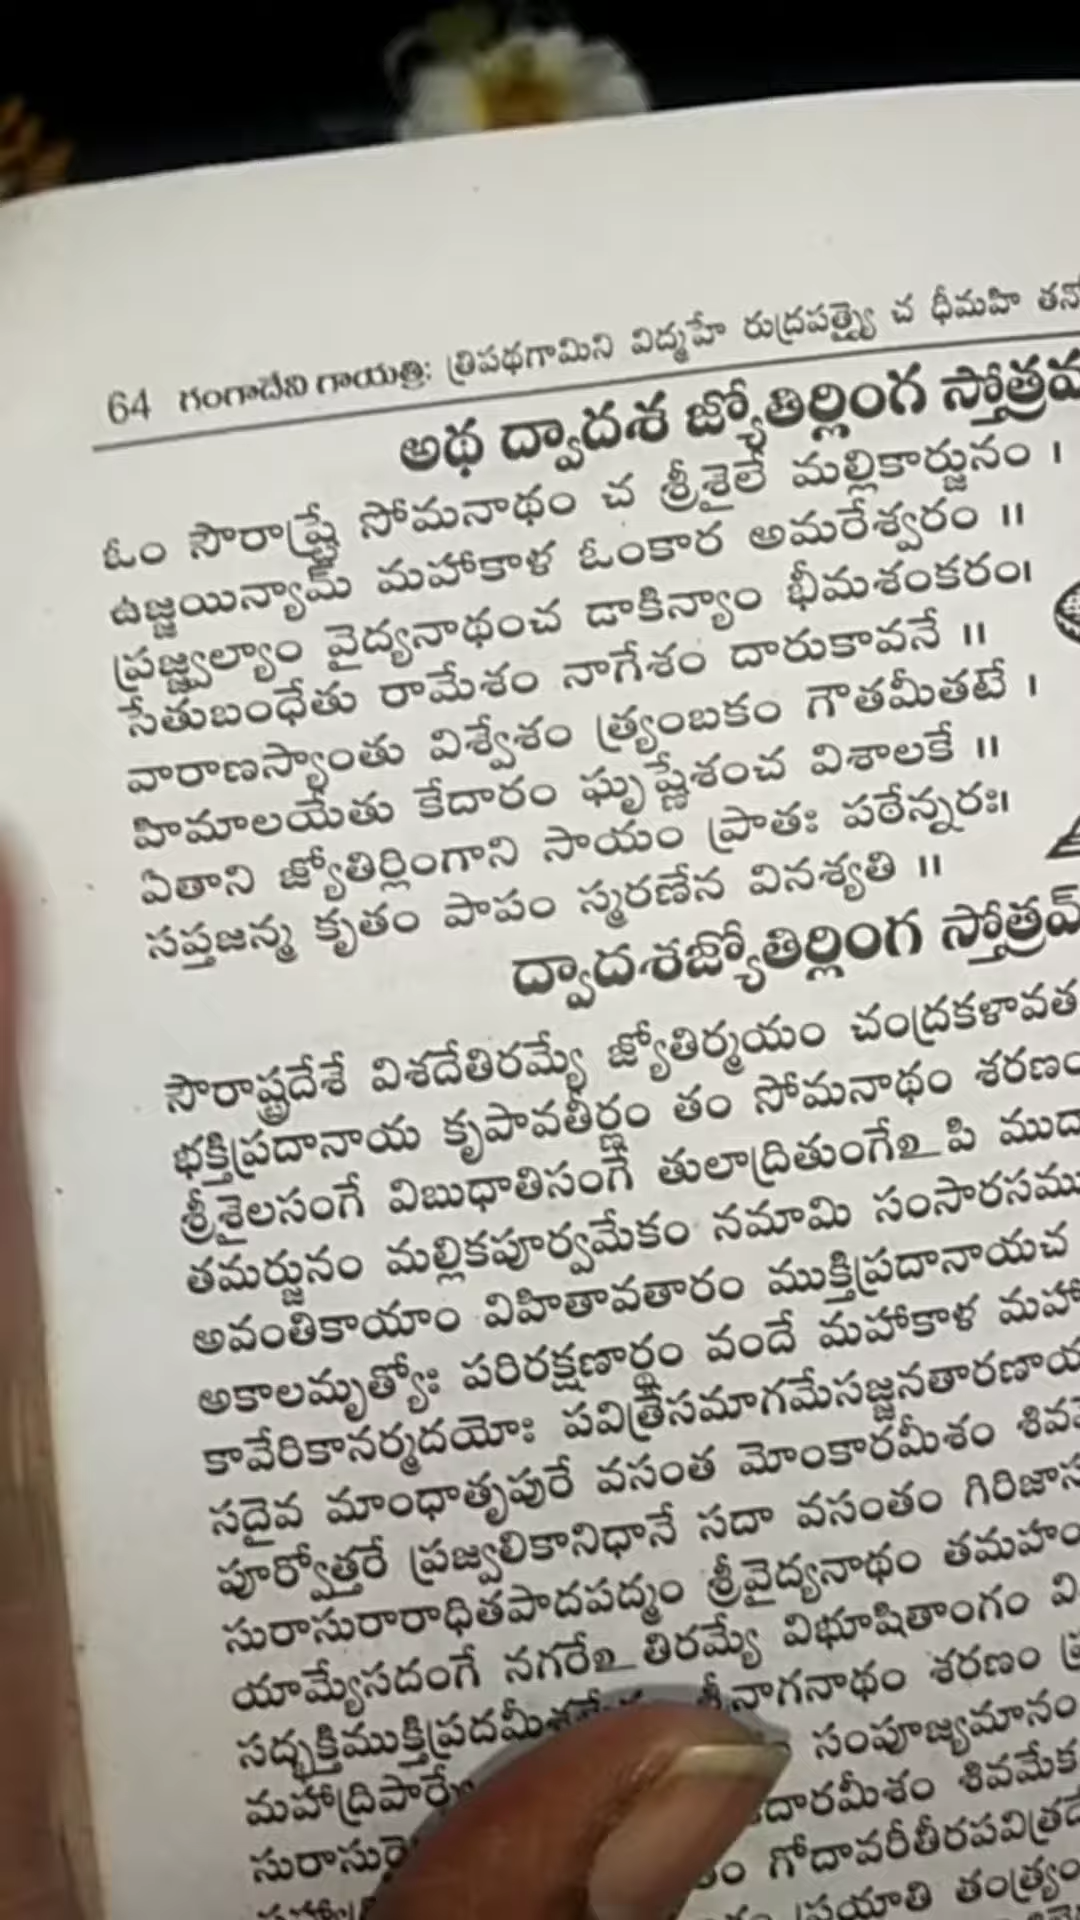 64 గంగాదేవి గాయత్రి: త్రిపథగామిని విద్మహే రుద్రపత్న్యై చ ధీమహి తన్
అథ ద్వాదశ జ్యోతిర్లింగ స్తోత్రమ
ఓం సౌరాష్ట్రే సోమనాథం చ శ్రీశైలే మల్లికార్జునం ।
ఉజ్జయిన్యామ్ మహాకాళ ఓంకార అమరేశ్వరం ॥
ప్రజ్జ్వల్యాం వైద్యనాథంచ డాకిన్యాం భీమశంకరం।
సేతుబంధేతు రామేశం నాగేశం దారుకావనే ॥
వారాణస్యాంతు విశ్వేశం త్ర్యంబకం గౌతమీతటే ।
హిమాలయేతు కేదారం ఘృష్ణేశంచ విశాలకే ॥
ఏతాని జ్యోతిర్లింగాని సాయం ప్రాతః పఠేన్నరః।
సప్తజన్మ కృతం పాపం స్మరణేన వినశ్యతి ॥
ద్వాదశజ్యోతిర్లింగ స్తోత్రమ్
సౌరాష్ట్రదేశే విశదేతిరమ్యే జ్యోతిర్మయం చంద్రకళావత
భక్తిప్రదానాయ కృపావతీర్ణం తం సోమనాథం శరణం
శ్రీశైలసంగే విబుధాతిసంగే తులాద్రితుంగేఽ పి ముదా
తమర్జునం మల్లికపూర్వమేకం నమామి సంసారసము
అవంతికాయాం విహితావతారం ముక్తిప్రదానాయచ
అకాలమృత్యోః పరిరక్షణార్థం వందే మహాకాళ మహా
కావేరికానర్మదయోః పవిత్రేసమాగమేసజ్జనతారణాయ
సదైవ మాంధాతృపురే వసంత మోంకారమీశం శివ
పూర్వోత్తరే ప్రజ్వలికానిధానే సదా వసంతం గిరిజా
సురాసురారాధితపాదపద్మం శ్రీవైద్యనాథం తమహం
యామ్యేసదంగే నగరేఽ తిరమ్యే విభూషితాంగం వి
సద్భక్తిముక్తిప్రదమీశ శ్రీనాగనాథం శరణం
మహాద్రిపార్శ్వే సంపూజ్యమానం
సురాసురై దారమీశం శివమేక
గోదావరీతీరపవిత్ర
ప్రయాతి